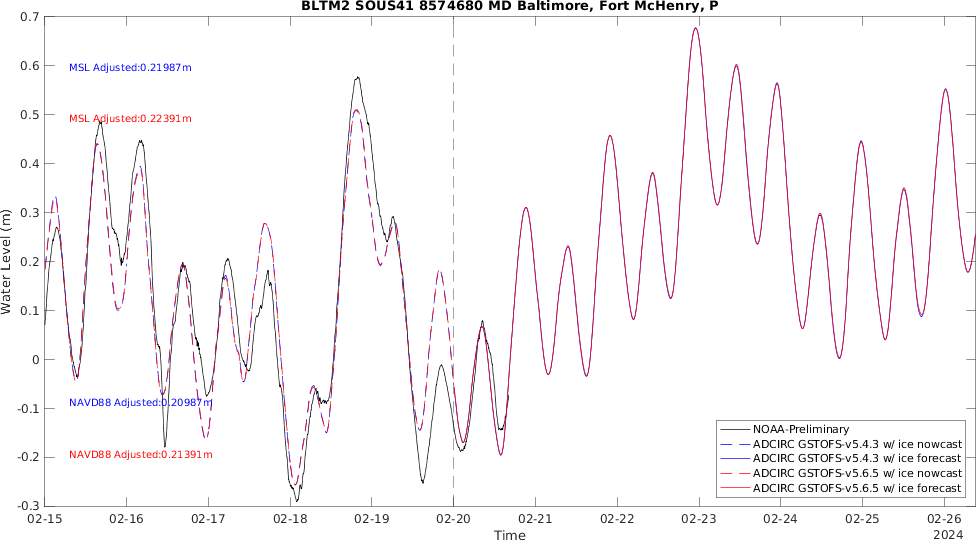 BLTM2 SOUS41 8574680 MD Baltimore, Fort McHenry, P
0.7
0.6
0.5
0.4
0.3
0.2
0.1
0
-0.1
-0.2
-0.3
Water Level (m)
MSL Adjusted:0.21987m
MSL Adjusted:0.22391m
NAVD88 Adjusted:0.20987m
NAVD88 Adjusted:0.21391m
NOAA-Preliminary
ADCIRC GSTOFS-v5.4.3 w/ ice nowcast
ADCIRC GSTOFS-v5.4.3 w/ ice forecast
ADCIRC GSTOFS-v5.6.5 w/ ice nowcast
ADCIRC GSTOFS-v5.6.5 w/ ice forecast
02-15 02-16 02-17 02-18 02-19 02-20 02-21 02-22 02-23 02-24 02-25 02-26
2024
Time